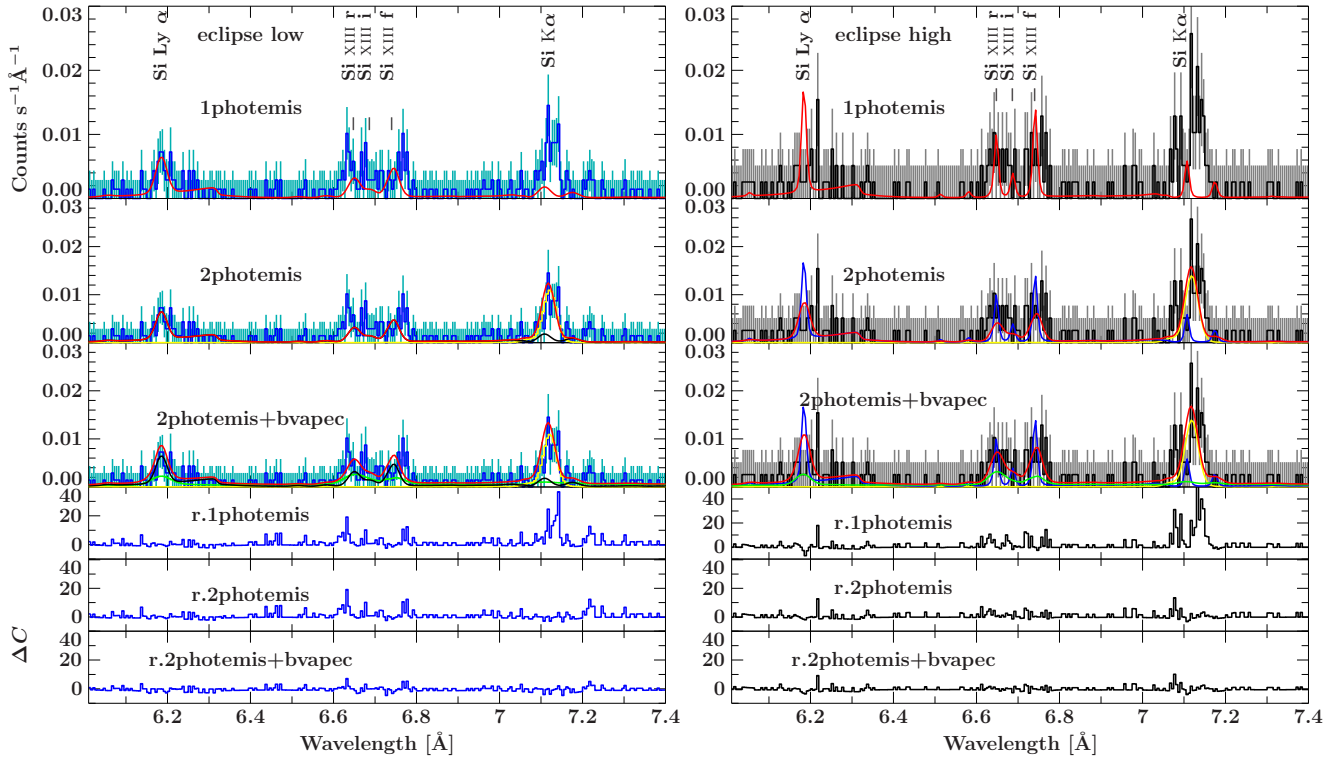 eclipse low
Si Ly α
Si XIII r
Si XIII i
Si XIII f
Si Kα
1photemis
0.03
0.02
0.01
0.00
Counts s⁻¹Å⁻¹
2photemis
0.03
0.02
0.01
0.00
2photemis+bvapec
0.03
0.02
0.01
0.00
r.1photemis
40
20
0
r.2photemis
40
20
0
r.2photemis+bvapec
40
20
0
ΔC
6.2
6.4
6.6
6.8
7
7.2
7.4
Wavelength [Å]
eclipse high
Si Ly α
Si XIII r
Si XIII i
Si XIII f
Si Kα
1photemis
0.03
0.02
0.01
0.00
2photemis
0.03
0.02
0.01
0.00
2photemis+bvapec
0.03
0.02
0.01
0.00
r.1photemis
40
20
0
r.2photemis
40
20
0
r.2photemis+bvapec
40
20
0
6.2
6.4
6.6
6.8
7
7.2
7.4
Wavelength [Å]